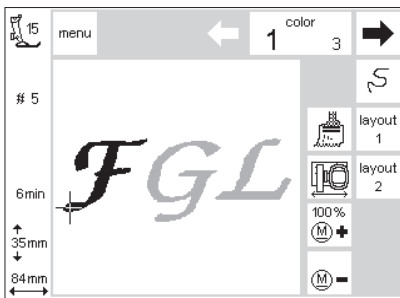 15
menu
color
1 3
# 5
layout
1
layout
2
FGL
6min
100%
M +
35mm
M -
84mm